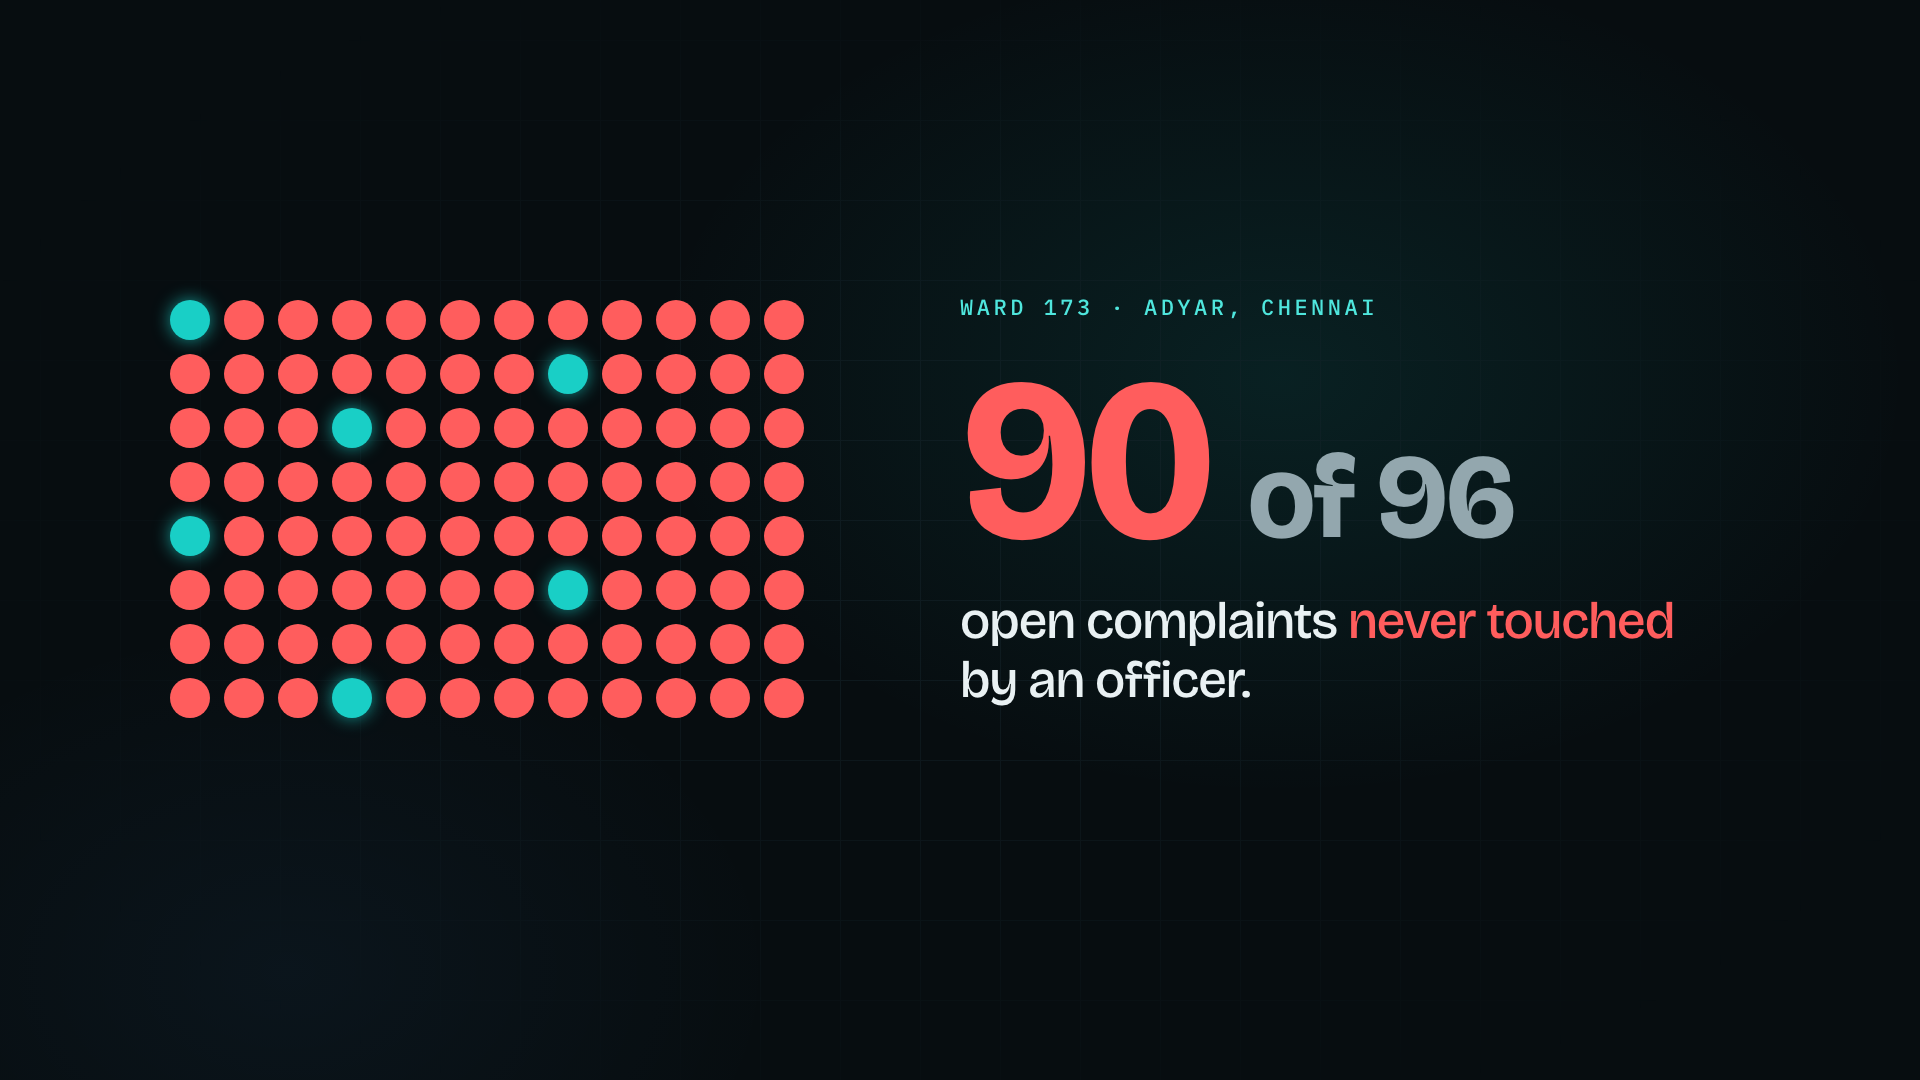 WARD 173 · ADYAR, CHENNAI
90 of 96
open complaints never touched
by an officer.